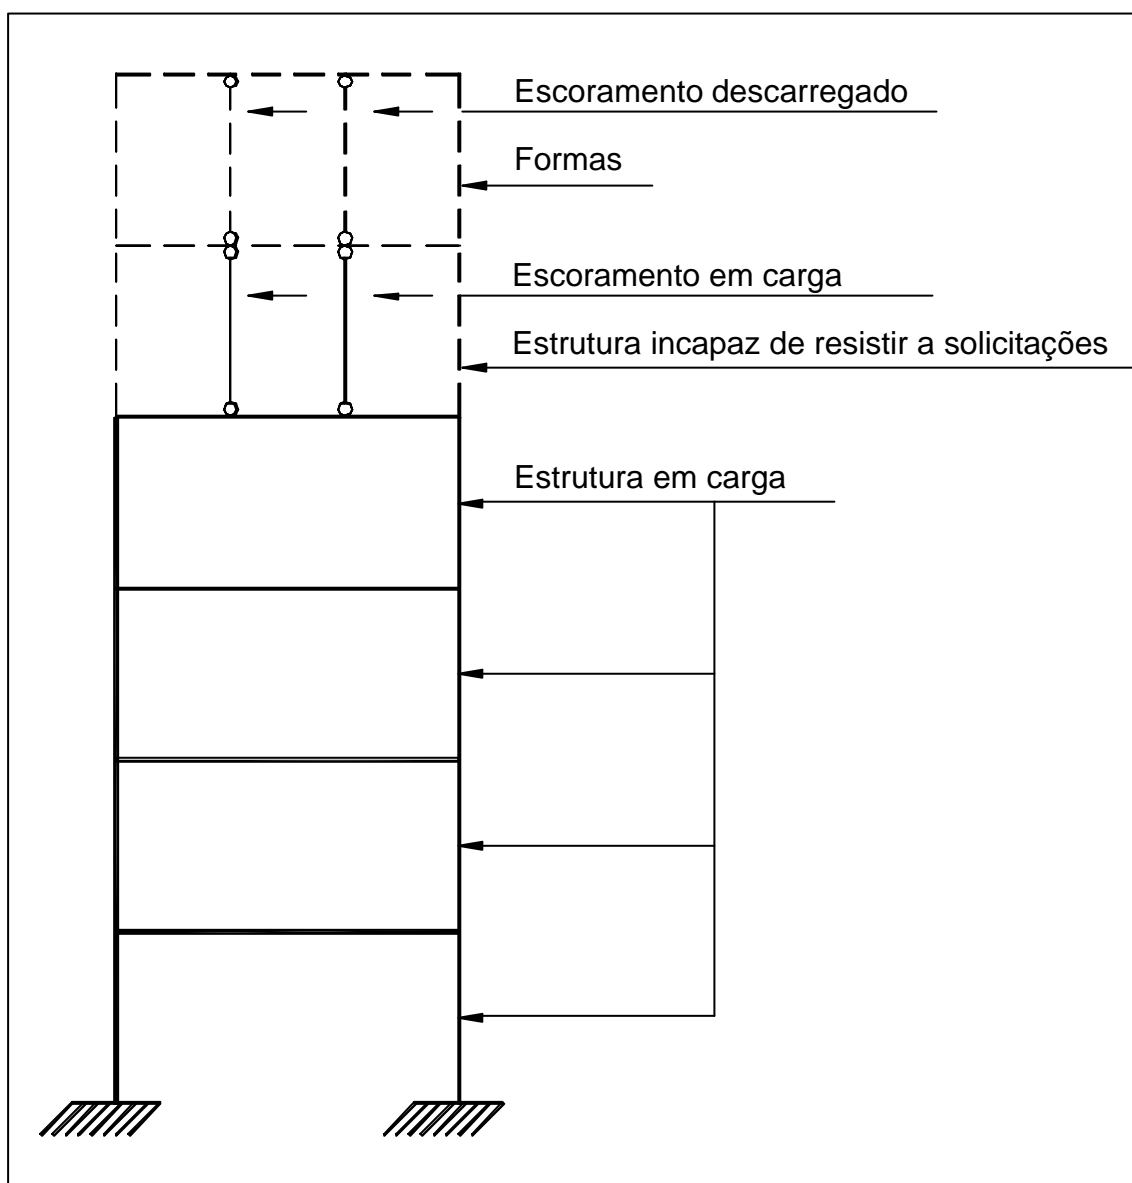 Escoramento descarregado
Formas
Escoramento em carga
Estrutura incapaz de resistir a solicitações
Estrutura em carga